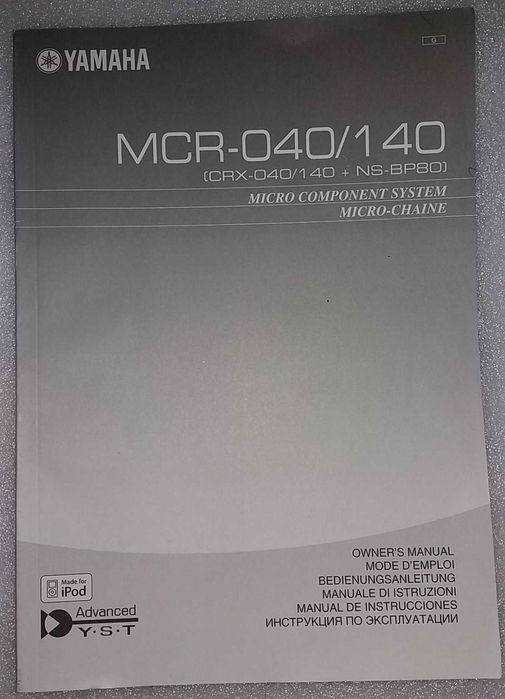 YAMAHA
G
MCR-040/140
(CRX-040/140 + NS-BP80)
MICRO COMPONENT SYSTEM
MICRO-CHAINE
OWNER'S MANUAL
MODE D'EMPLOI
BEDIENUNGSANLEITUNG
MANUALE DI ISTRUZIONI
MANUAL DE INSTRUCCIONES
ИНСТРУКЦИЯ ПО ЭКСПЛУАТАЦИИ
Made for
iPod
Advanced
Y·S·T